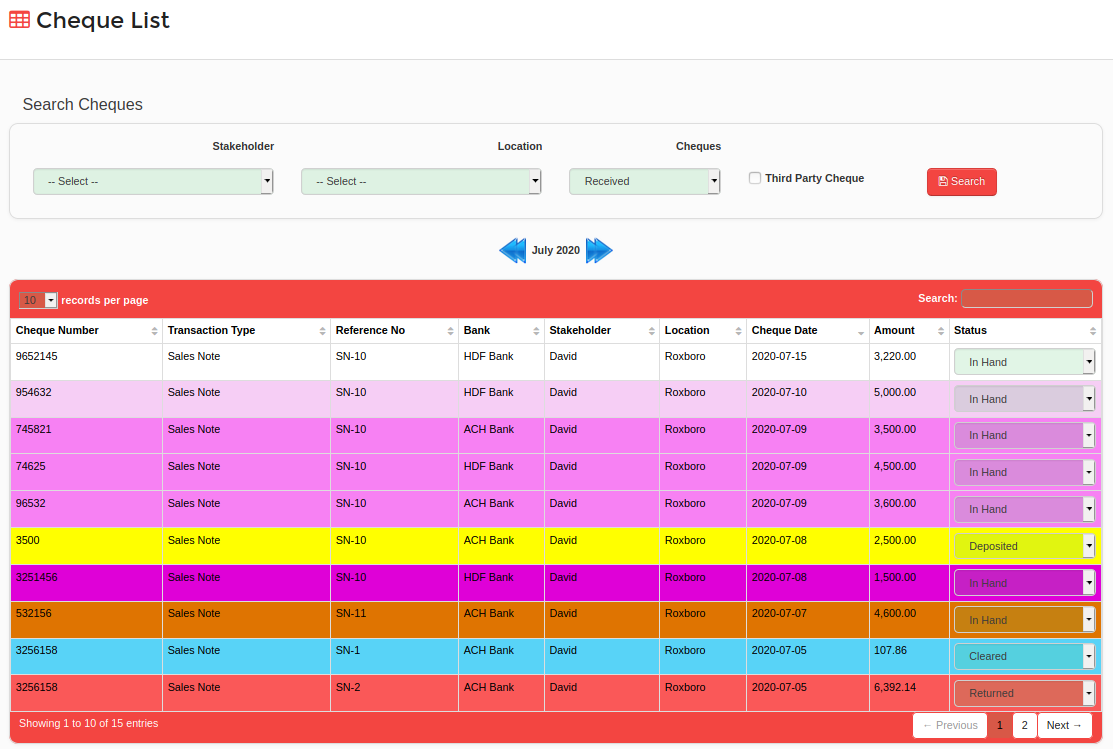 Cheque List
Search Cheques
Stakeholder Location Cheques
-- Select -- -- Select -- Received Third Party Cheque Search
July 2020
10 records per page Search:
Cheque Number Transaction Type Reference No Bank Stakeholder Location Cheque Date Amount Status
9652145 Sales Note SN-10 HDF Bank David Roxboro 2020-07-15 3,220.00 In Hand
954632 Sales Note SN-10 HDF Bank David Roxboro 2020-07-10 5,000.00 In Hand
745821 Sales Note SN-10 ACH Bank David Roxboro 2020-07-09 3,500.00 In Hand
74625 Sales Note SN-10 HDF Bank David Roxboro 2020-07-09 4,500.00 In Hand
96532 Sales Note SN-10 ACH Bank David Roxboro 2020-07-09 3,600.00 In Hand
3500 Sales Note SN-10 ACH Bank David Roxboro 2020-07-08 2,500.00 Deposited
3251456 Sales Note SN-10 HDF Bank David Roxboro 2020-07-08 1,500.00 In Hand
532156 Sales Note SN-11 ACH Bank David Roxboro 2020-07-07 4,600.00 In Hand
3256158 Sales Note SN-1 ACH Bank David Roxboro 2020-07-05 107.86 Cleared
3256158 Sales Note SN-2 ACH Bank David Roxboro 2020-07-05 6,392.14 Returned
Showing 1 to 10 of 15 entries ← Previous 1 2 Next →